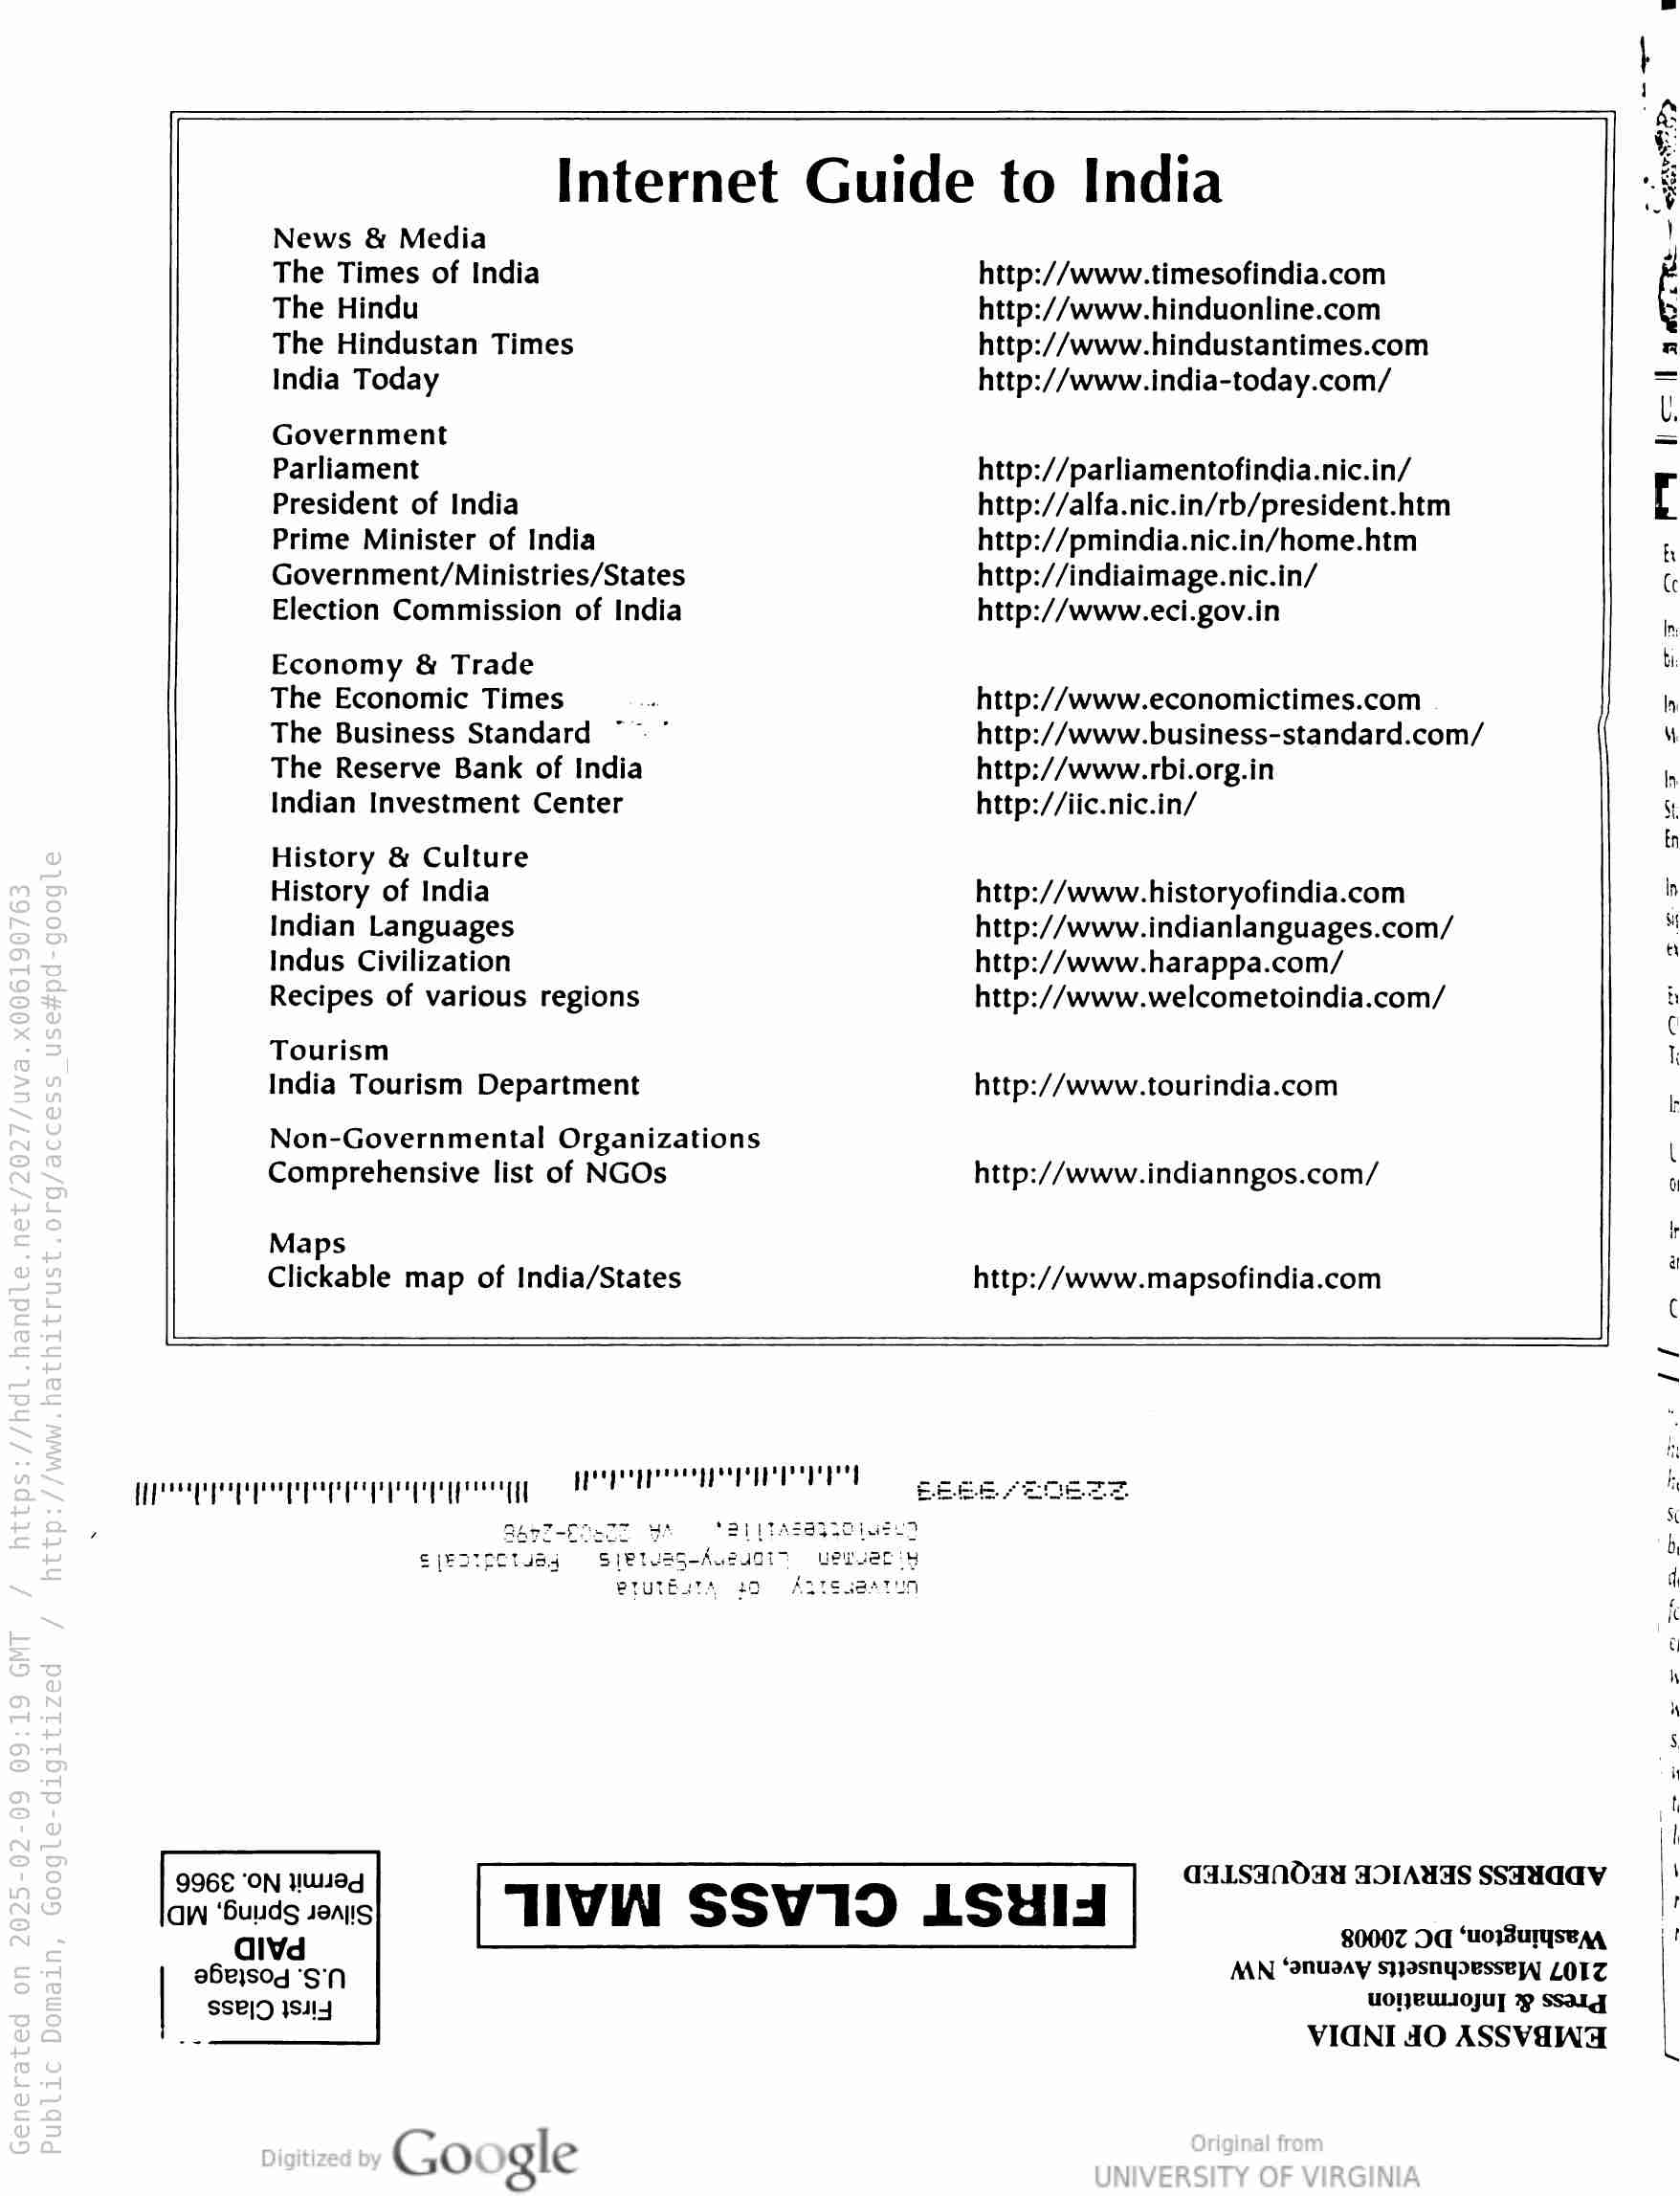 Internet Guide to India
News & Media
The Times of India http://www.timesofindia.com
The Hindu http://www.hinduonline.com
The Hindustan Times http://www.hindustantimes.com
India Today http://www.india-today.com/
Government
Parliament http://parliamentofindia.nic.in/
President of India http://alfa.nic.in/rb/president.htm
Prime Minister of India http://pmindia.nic.in/home.htm
Government/Ministries/States http://indiaimage.nic.in/
Election Commission of India http://www.eci.gov.in
Economy & Trade
The Economic Times http://www.economictimes.com
The Business Standard http://www.business-standard.com/
The Reserve Bank of India http://www.rbi.org.in
Indian Investment Center http://iic.nic.in/
History & Culture
History of India http://www.historyofindia.com
Indian Languages http://www.indianlanguages.com/
Indus Civilization http://www.harappa.com/
Recipes of various regions http://www.welcometoindia.com/
Tourism
India Tourism Department http://www.tourindia.com
Non-Governmental Organizations
Comprehensive list of NGOs http://www.indianngos.com/
Maps
Clickable map of India/States http://www.mapsofindia.com
EMBASSY OF INDIA
Press & Information
2107 Massachusetts Avenue, NW
Washington, DC 20008
ADDRESS SERVICE REQUESTED
FIRST CLASS MAIL
First Class
U.S. Postage
PAID
Silver Spring, MD
Permit No. 3966
University of Virginia
Alderman Library-Serials Periodicals
Charlottesville, VA 22903-2498
22903/9999
Generated on 2025-02-09 09:19 GMT / https://hdl.handle.net/2027/uva.x006190763
Public Domain, Google-digitized / http://www.hathitrust.org/access_use#pd-google
Digitized by Google
Original from
UNIVERSITY OF VIRGINIA